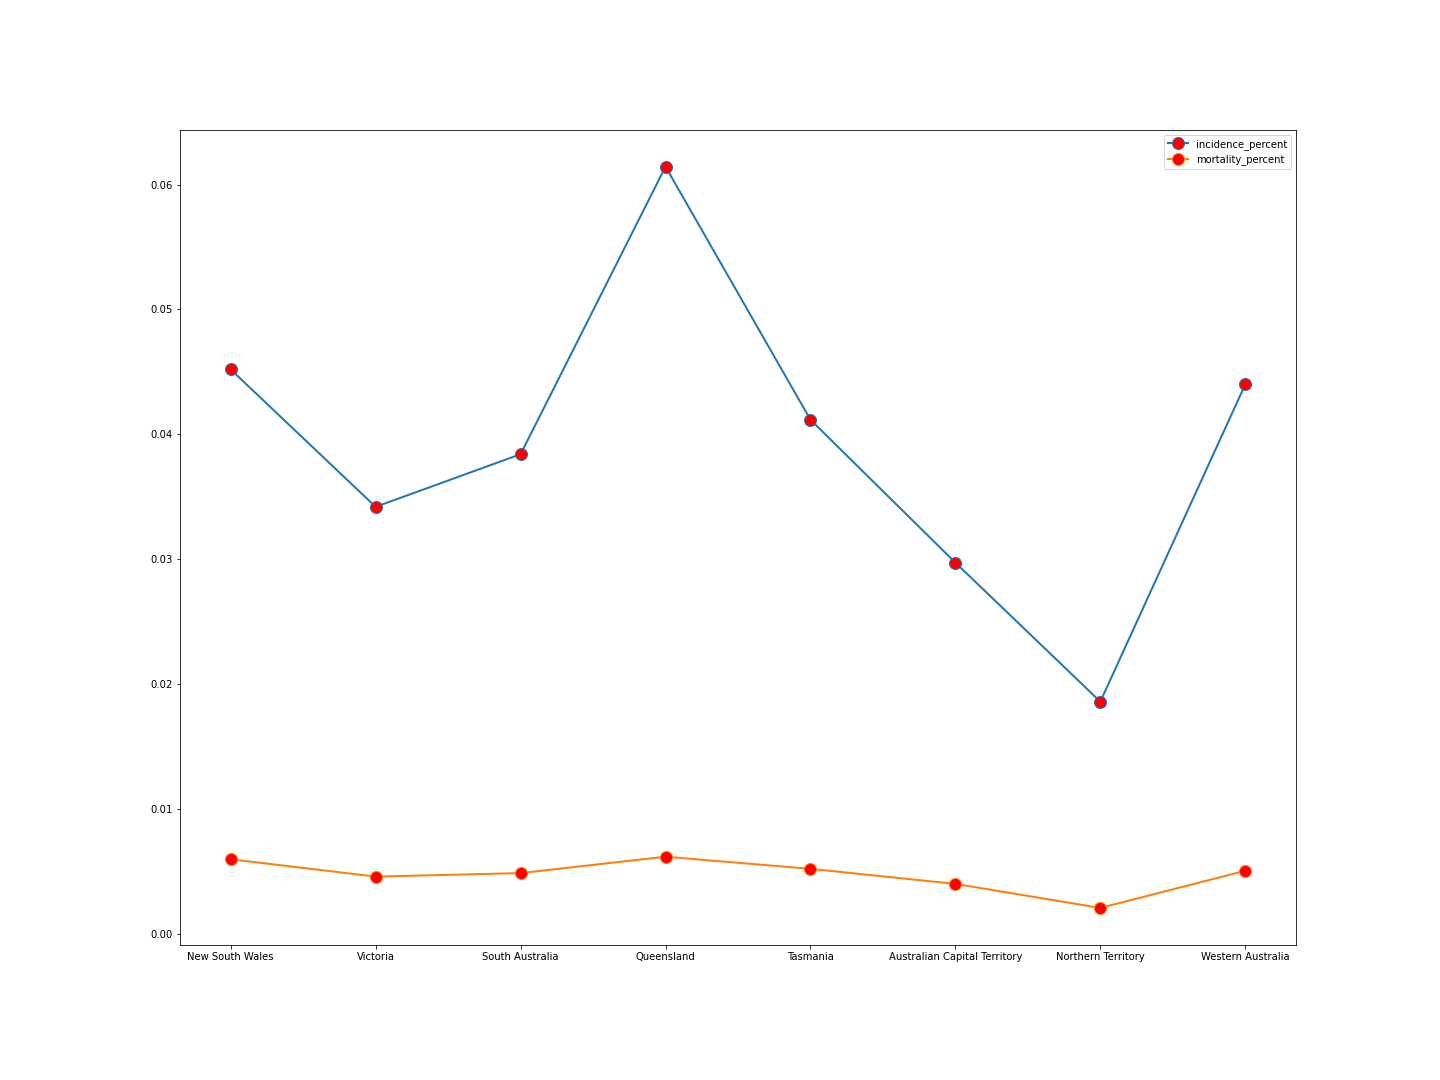 incidence_percent
mortality_percent
0.06
0.05
0.04
0.03
0.02
0.01
0.00
New South Wales Victoria South Australia Queensland Tasmania Australian Capital Territory Northern Territory Western Australia